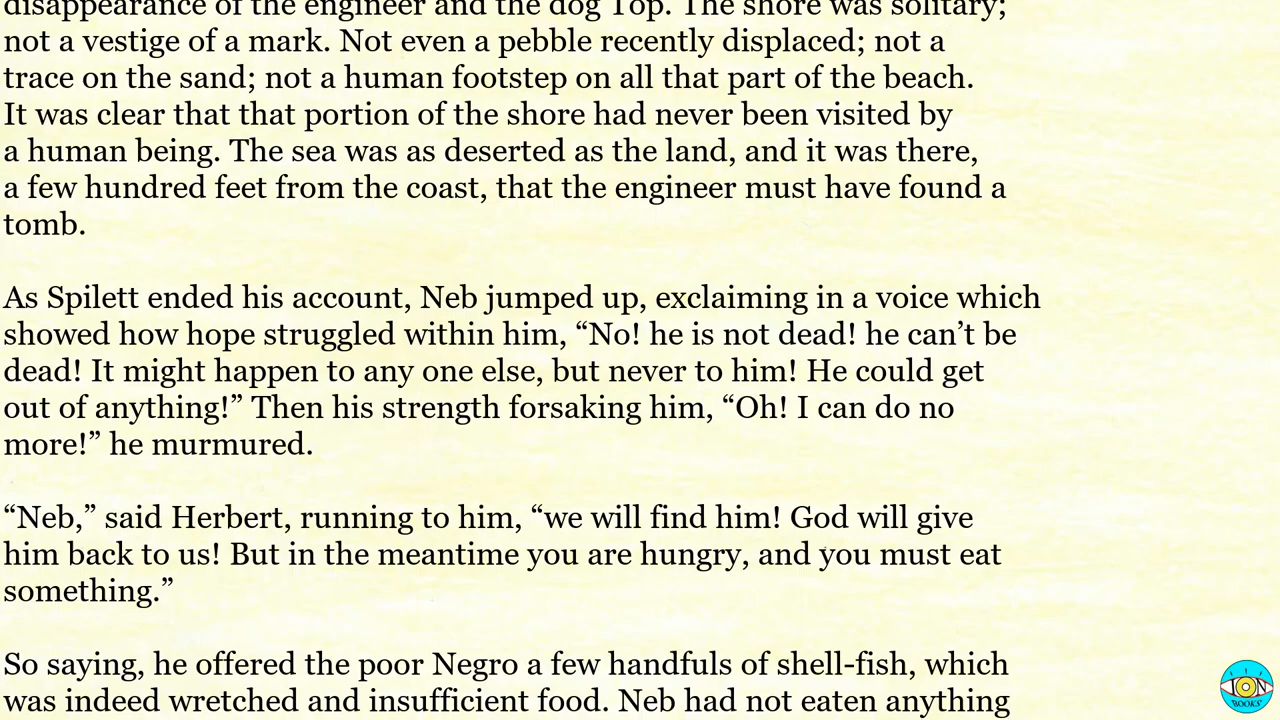 disappearance of the engineer and the dog Top. The shore was solitary;
not a vestige of a mark. Not even a pebble recently displaced; not a
trace on the sand; not a human footstep on all that part of the beach.
It was clear that that portion of the shore had never been visited by
a human being. The sea was as deserted as the land, and it was there,
a few hundred feet from the coast, that the engineer must have found a
tomb.
As Spilett ended his account, Neb jumped up, exclaiming in a voice which
showed how hope struggled within him, “No! he is not dead! he can’t be
dead! It might happen to any one else, but never to him! He could get
out of anything!” Then his strength forsaking him, “Oh! I can do no
more!” he murmured.
“Neb,” said Herbert, running to him, “we will find him! God will give
him back to us! But in the meantime you are hungry, and you must eat
something.”
So saying, he offered the poor Negro a few handfuls of shell-fish, which
was indeed wretched and insufficient food. Neb had not eaten anything
ION
BOOKS